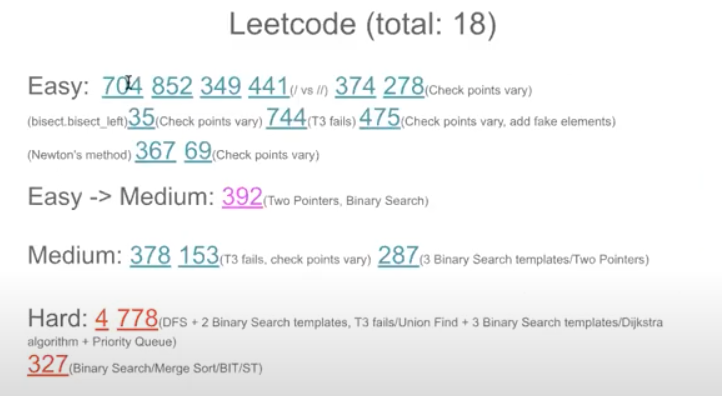 Leetcode (total: 18)
Easy: 704 852 349 441(/ vs //) 374 278(Check points vary)
(bisect.bisect_left)35(Check points vary) 744(T3 fails) 475(Check points vary, add fake elements)
(Newton's method) 367 69(Check points vary)
Easy -> Medium: 392(Two Pointers, Binary Search)
Medium: 378 153(T3 fails, check points vary) 287(3 Binary Search templates/Two Pointers)
Hard: 4 778(DFS + 2 Binary Search templates, T3 fails/Union Find + 3 Binary Search templates/Dijkstra
algorithm + Priority Queue)
327(Binary Search/Merge Sort/BIT/ST)